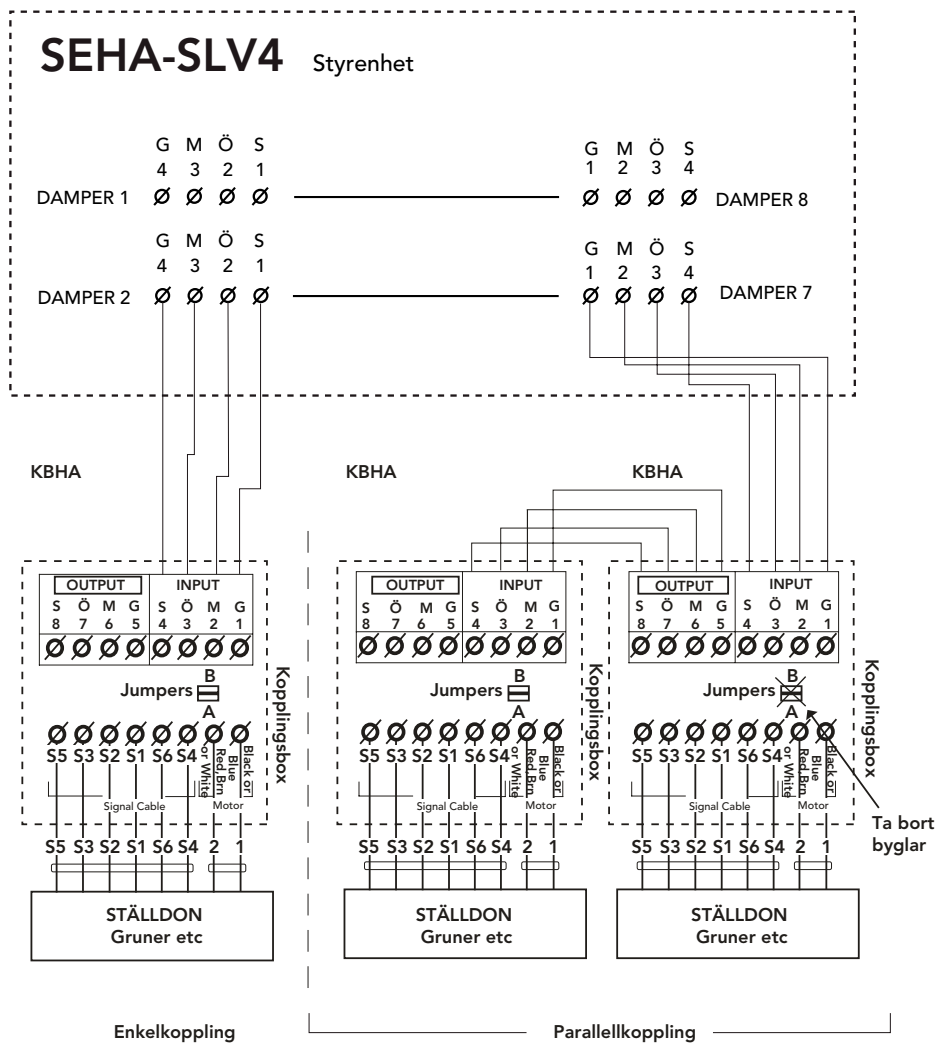 SEHA-SLV4 Styrenhet
G M Ö S
4 3 2 1
DAMPER 1
G M Ö S
1 2 3 4
DAMPER 8
G M Ö S
4 3 2 1
DAMPER 2
G M Ö S
1 2 3 4
DAMPER 7
KBHA
KBHA
KBHA
OUTPUT INPUT
S Ö M G S Ö M G
8 7 6 5 4 3 2 1
B
Jumpers
A
Kopplingsbox
S5 S3 S2 S1 S6 S4
Red,Brn
or White
Black or
Blue
Signal Cable Motor
S5 S3 S2 S1 S6 S4 2 1
STÄLLDON
Gruner etc
OUTPUT INPUT
S Ö M G S Ö M G
8 7 6 5 4 3 2 1
B
Jumpers
A
Kopplingsbox
S5 S3 S2 S1 S6 S4
Red,Brn
or White
Black or
Blue
Signal Cable Motor
S5 S3 S2 S1 S6 S4 2 1
STÄLLDON
Gruner etc
OUTPUT INPUT
S Ö M G S Ö M G
8 7 6 5 4 3 2 1
B
Jumpers
A
Kopplingsbox
S5 S3 S2 S1 S6 S4
Red,Brn
or White
Black or
Blue
Signal Cable Motor
Ta bort
byglar
S5 S3 S2 S1 S6 S4 2 1
STÄLLDON
Gruner etc
Enkelkoppling
Parallellkoppling